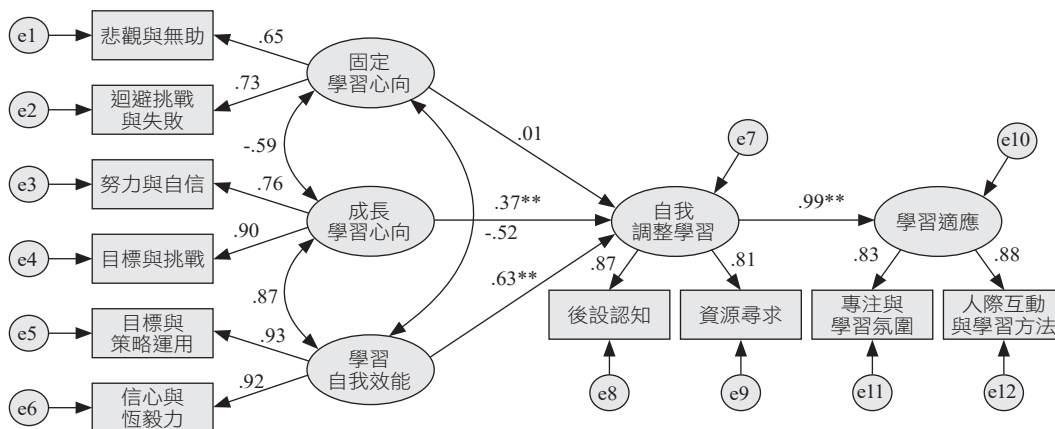 e1
悲觀與無助
.65
固定
學習心向
e2
迴避挑戰
與失敗
.73
-.59
.01
e7
e10
e3
努力與自信
.76
成長
學習心向
.37**
-.52
自我
調整學習
.99**
學習適應
e4
目標與挑戰
.90
.87
.63**
.87
.81
.83
.88
後設認知
資源尋求
專注與
學習氛圍
人際互動
與學習方法
e5
目標與
策略運用
.93
學習
自我效能
e6
信心與
恆毅力
.92
e8
e9
e11
e12